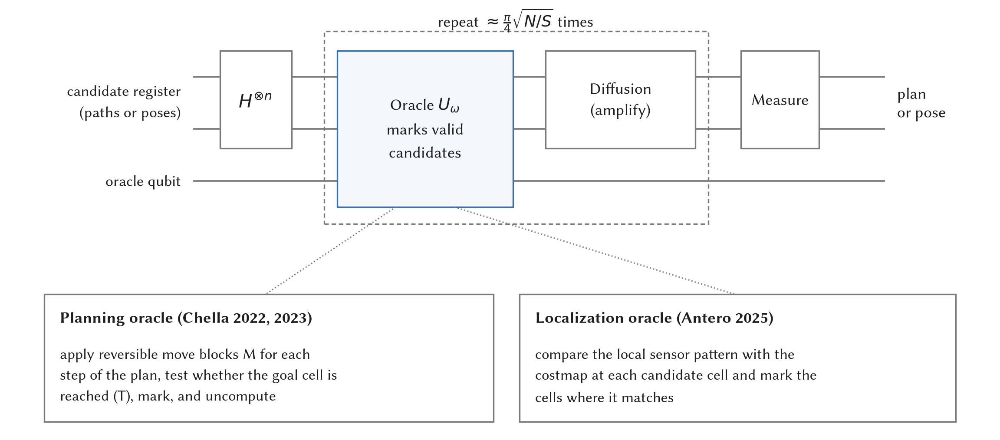 repeat ≈ π/4 √N/S times
candidate register
(paths or poses)
H⊗n
Oracle Uω
marks valid
candidates
Diffusion
(amplify)
Measure
plan
or pose
oracle qubit
Planning oracle (Chella 2022, 2023)
apply reversible move blocks M for each
step of the plan, test whether the goal cell is
reached (T), mark, and uncompute
Localization oracle (Antero 2025)
compare the local sensor pattern with the
costmap at each candidate cell and mark the
cells where it matches